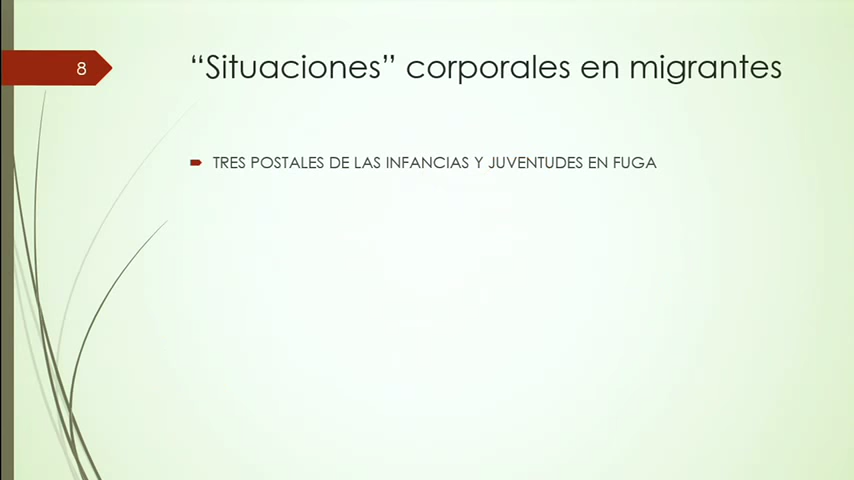 8
“Situaciones” corporales en migrantes
TRES POSTALES DE LAS INFANCIAS Y JUVENTUDES EN FUGA